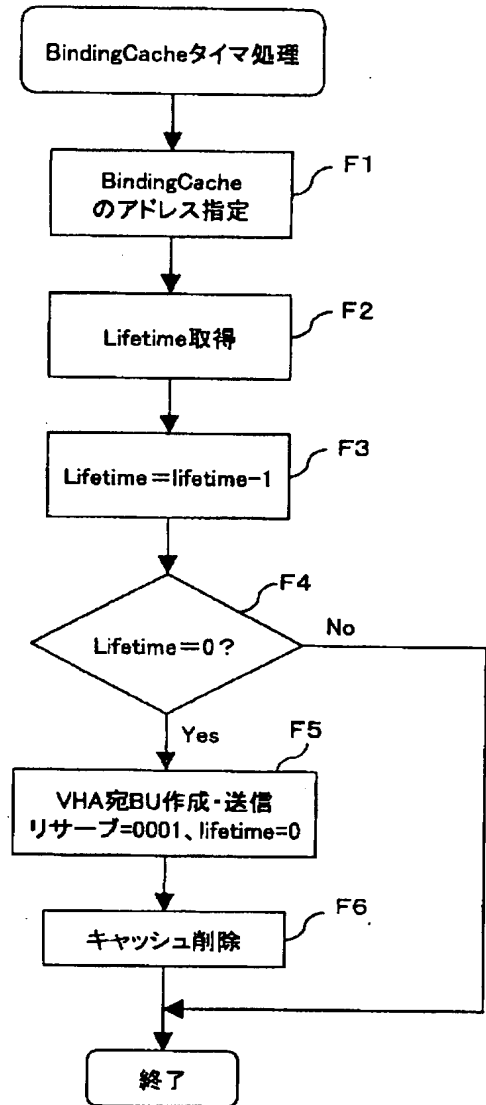 BindingCacheタイマ処理
F1
BindingCache
のアドレス指定
F2
Lifetime取得
F3
Lifetime=lifetime-1
F4
Lifetime=0?
No
Yes
F5
VHA宛BU作成・送信
リザーブ=0001、lifetime=0
F6
キャッシュ削除
終了